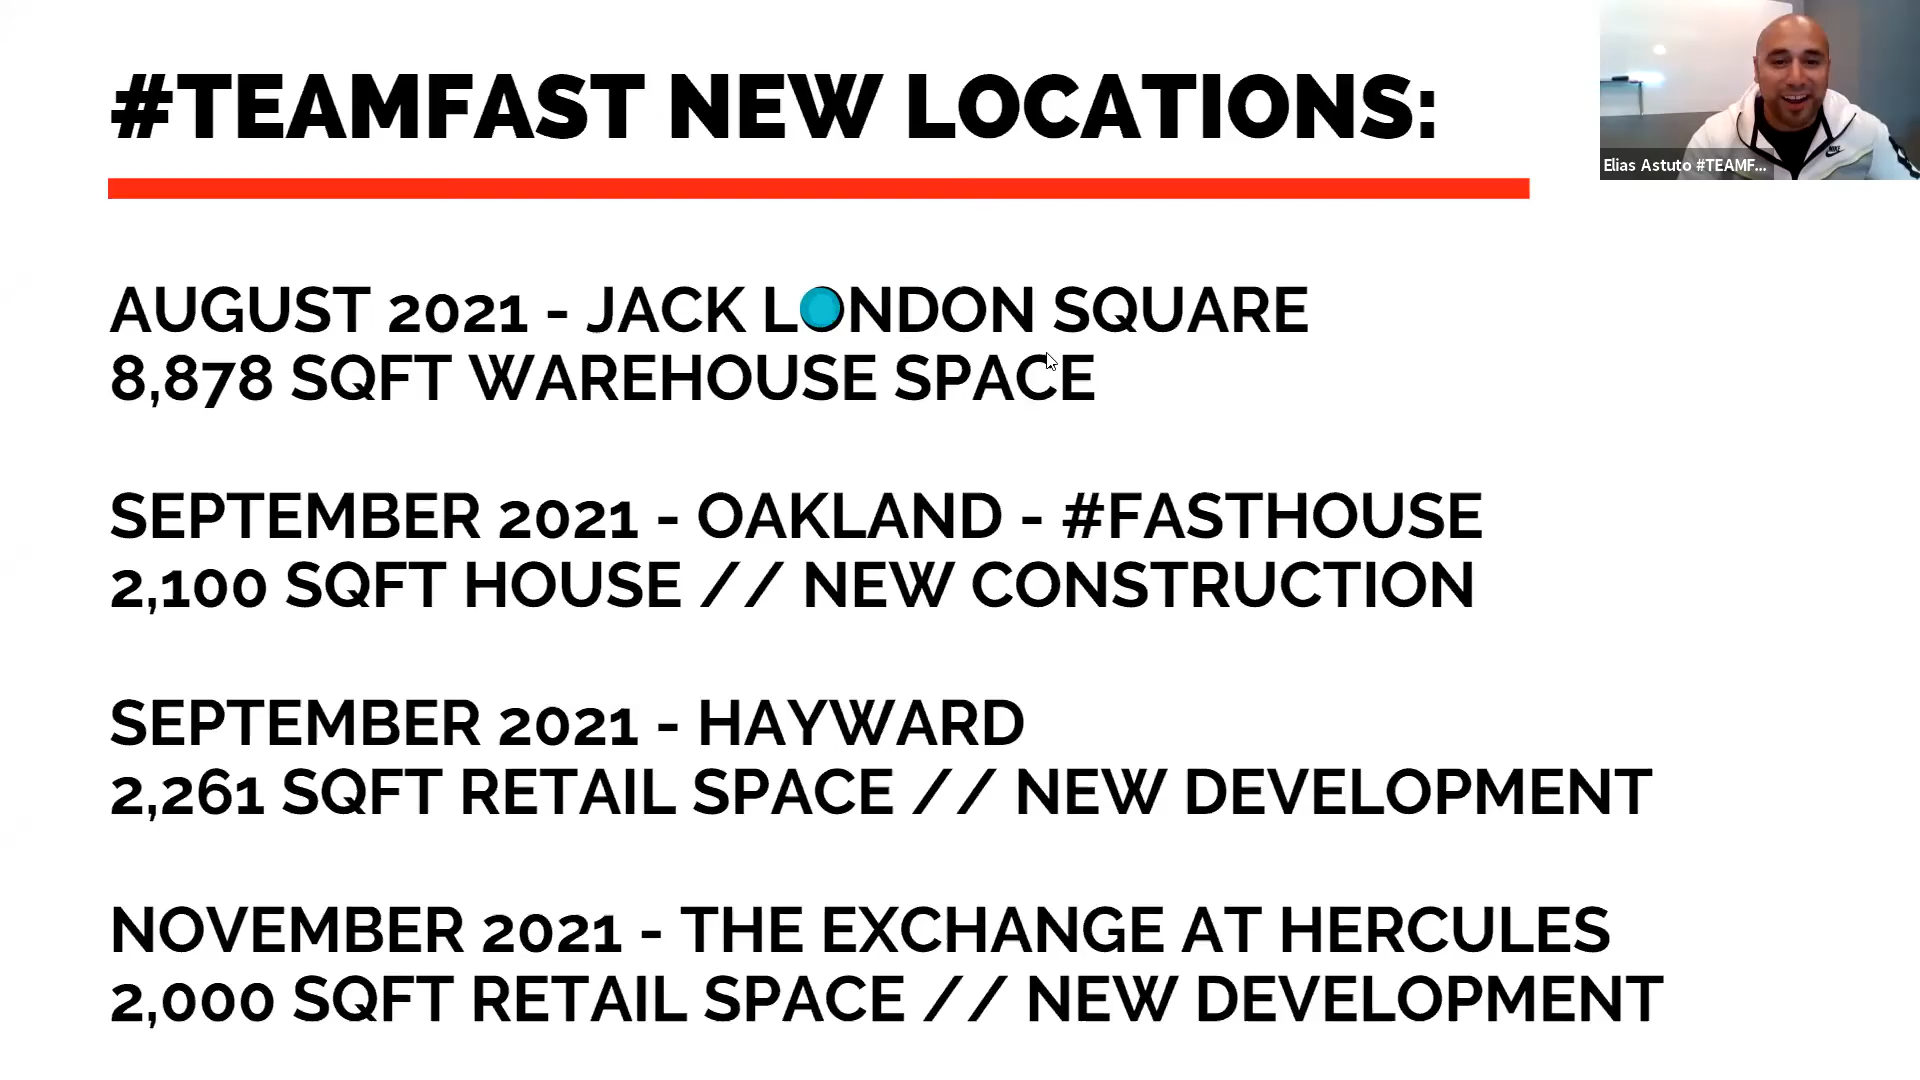 #TEAMFAST NEW LOCATIONS:
Elias Astuto #TEAMF...
AUGUST 2021 - JACK LONDON SQUARE
8,878 SQFT WAREHOUSE SPACE
SEPTEMBER 2021 - OAKLAND - #FASTHOUSE
2,100 SQFT HOUSE // NEW CONSTRUCTION
SEPTEMBER 2021 - HAYWARD
2,261 SQFT RETAIL SPACE // NEW DEVELOPMENT
NOVEMBER 2021 - THE EXCHANGE AT HERCULES
2,000 SQFT RETAIL SPACE // NEW DEVELOPMENT